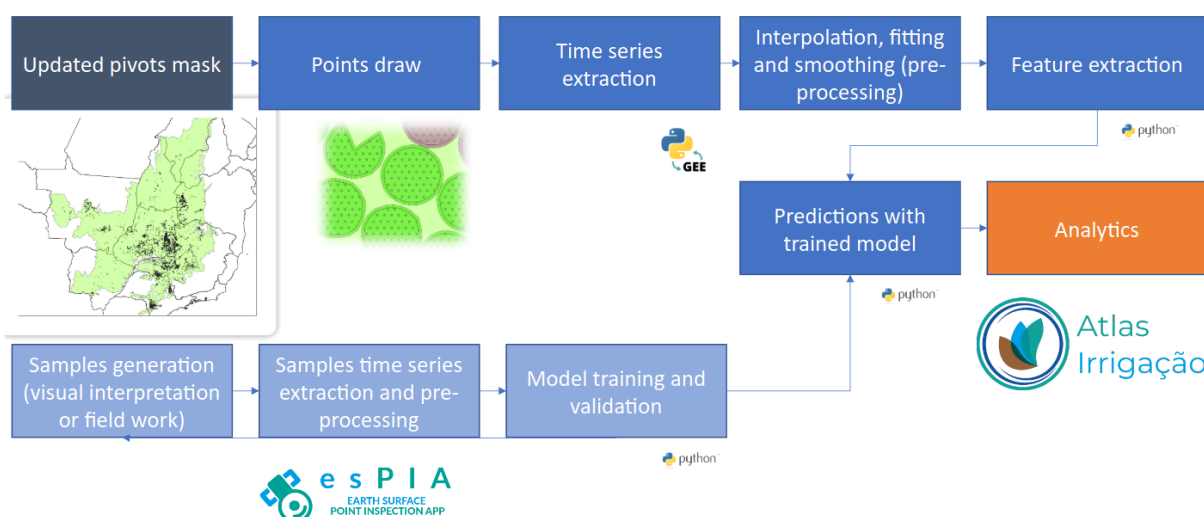 Updated pivots mask
Points draw
Time series
extraction
Interpolation, fitting
and smoothing (pre-
processing)
Feature extraction
GEE
python
Predictions with
trained model
Analytics
python
Atlas
Irrigação
Samples generation
(visual interpretation
or field work)
Samples time series
extraction and pre-
processing
Model training and
validation
python
esPIA
EARTH SURFACE
POINT INSPECTION APP